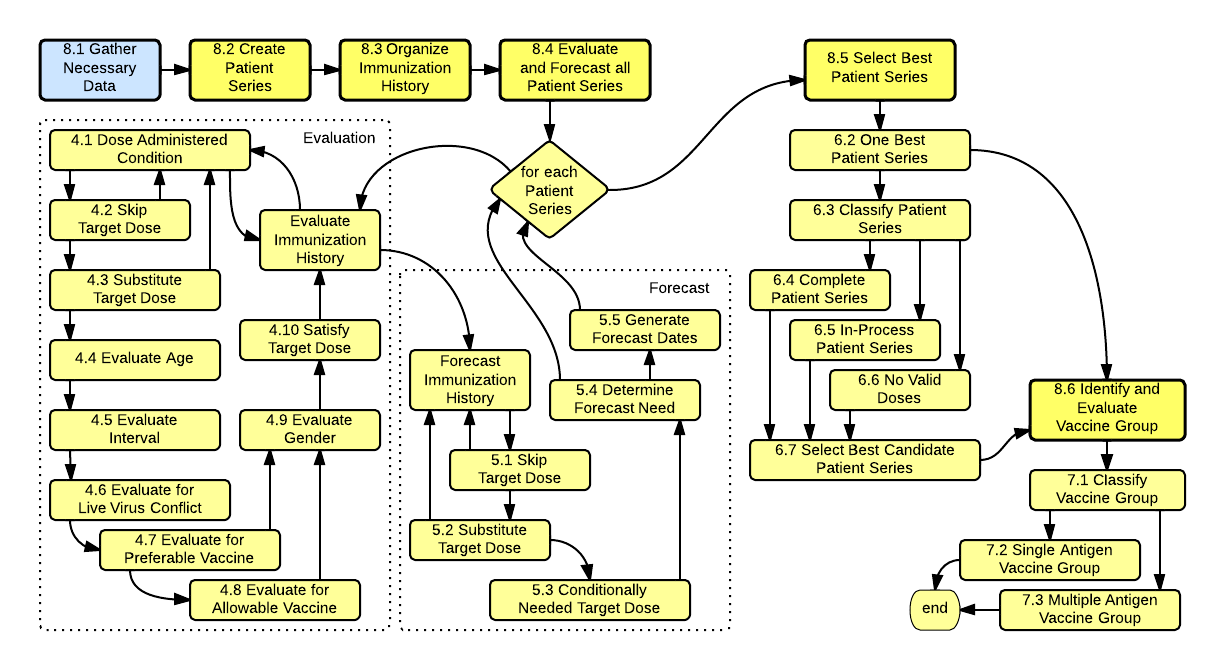 8.1 Gather
Necessary
Data
8.2 Create
Patient
Series
8.3 Organize
Immunization
History
8.4 Evaluate
and Forecast all
Patient Series
8.5 Select Best
Patient Series
Evaluation
4.1 Dose Administered
Condition
4.2 Skip
Target Dose
4.3 Substitute
Target Dose
4.4 Evaluate Age
4.5 Evaluate
Interval
4.6 Evaluate for
Live Virus Conflict
4.7 Evaluate for
Preferable Vaccine
4.8 Evaluate for
Allowable Vaccine
4.9 Evaluate
Gender
4.10 Satisfy
Target Dose
Evaluate
Immunization
History
for each
Patient
Series
Forecast
Forecast
Immunization
History
5.1 Skip
Target Dose
5.2 Substitute
Target Dose
5.3 Conditionally
Needed Target Dose
5.4 Determine
Forecast Need
5.5 Generate
Forecast Dates
6.2 One Best
Patient Series
6.3 Classify Patient
Series
6.4 Complete
Patient Series
6.5 In-Process
Patient Series
6.6 No Valid
Doses
6.7 Select Best Candidate
Patient Series
8.6 Identify and
Evaluate
Vaccine Group
7.1 Classify
Vaccine Group
7.2 Single Antigen
Vaccine Group
7.3 Multiple Antigen
Vaccine Group
end